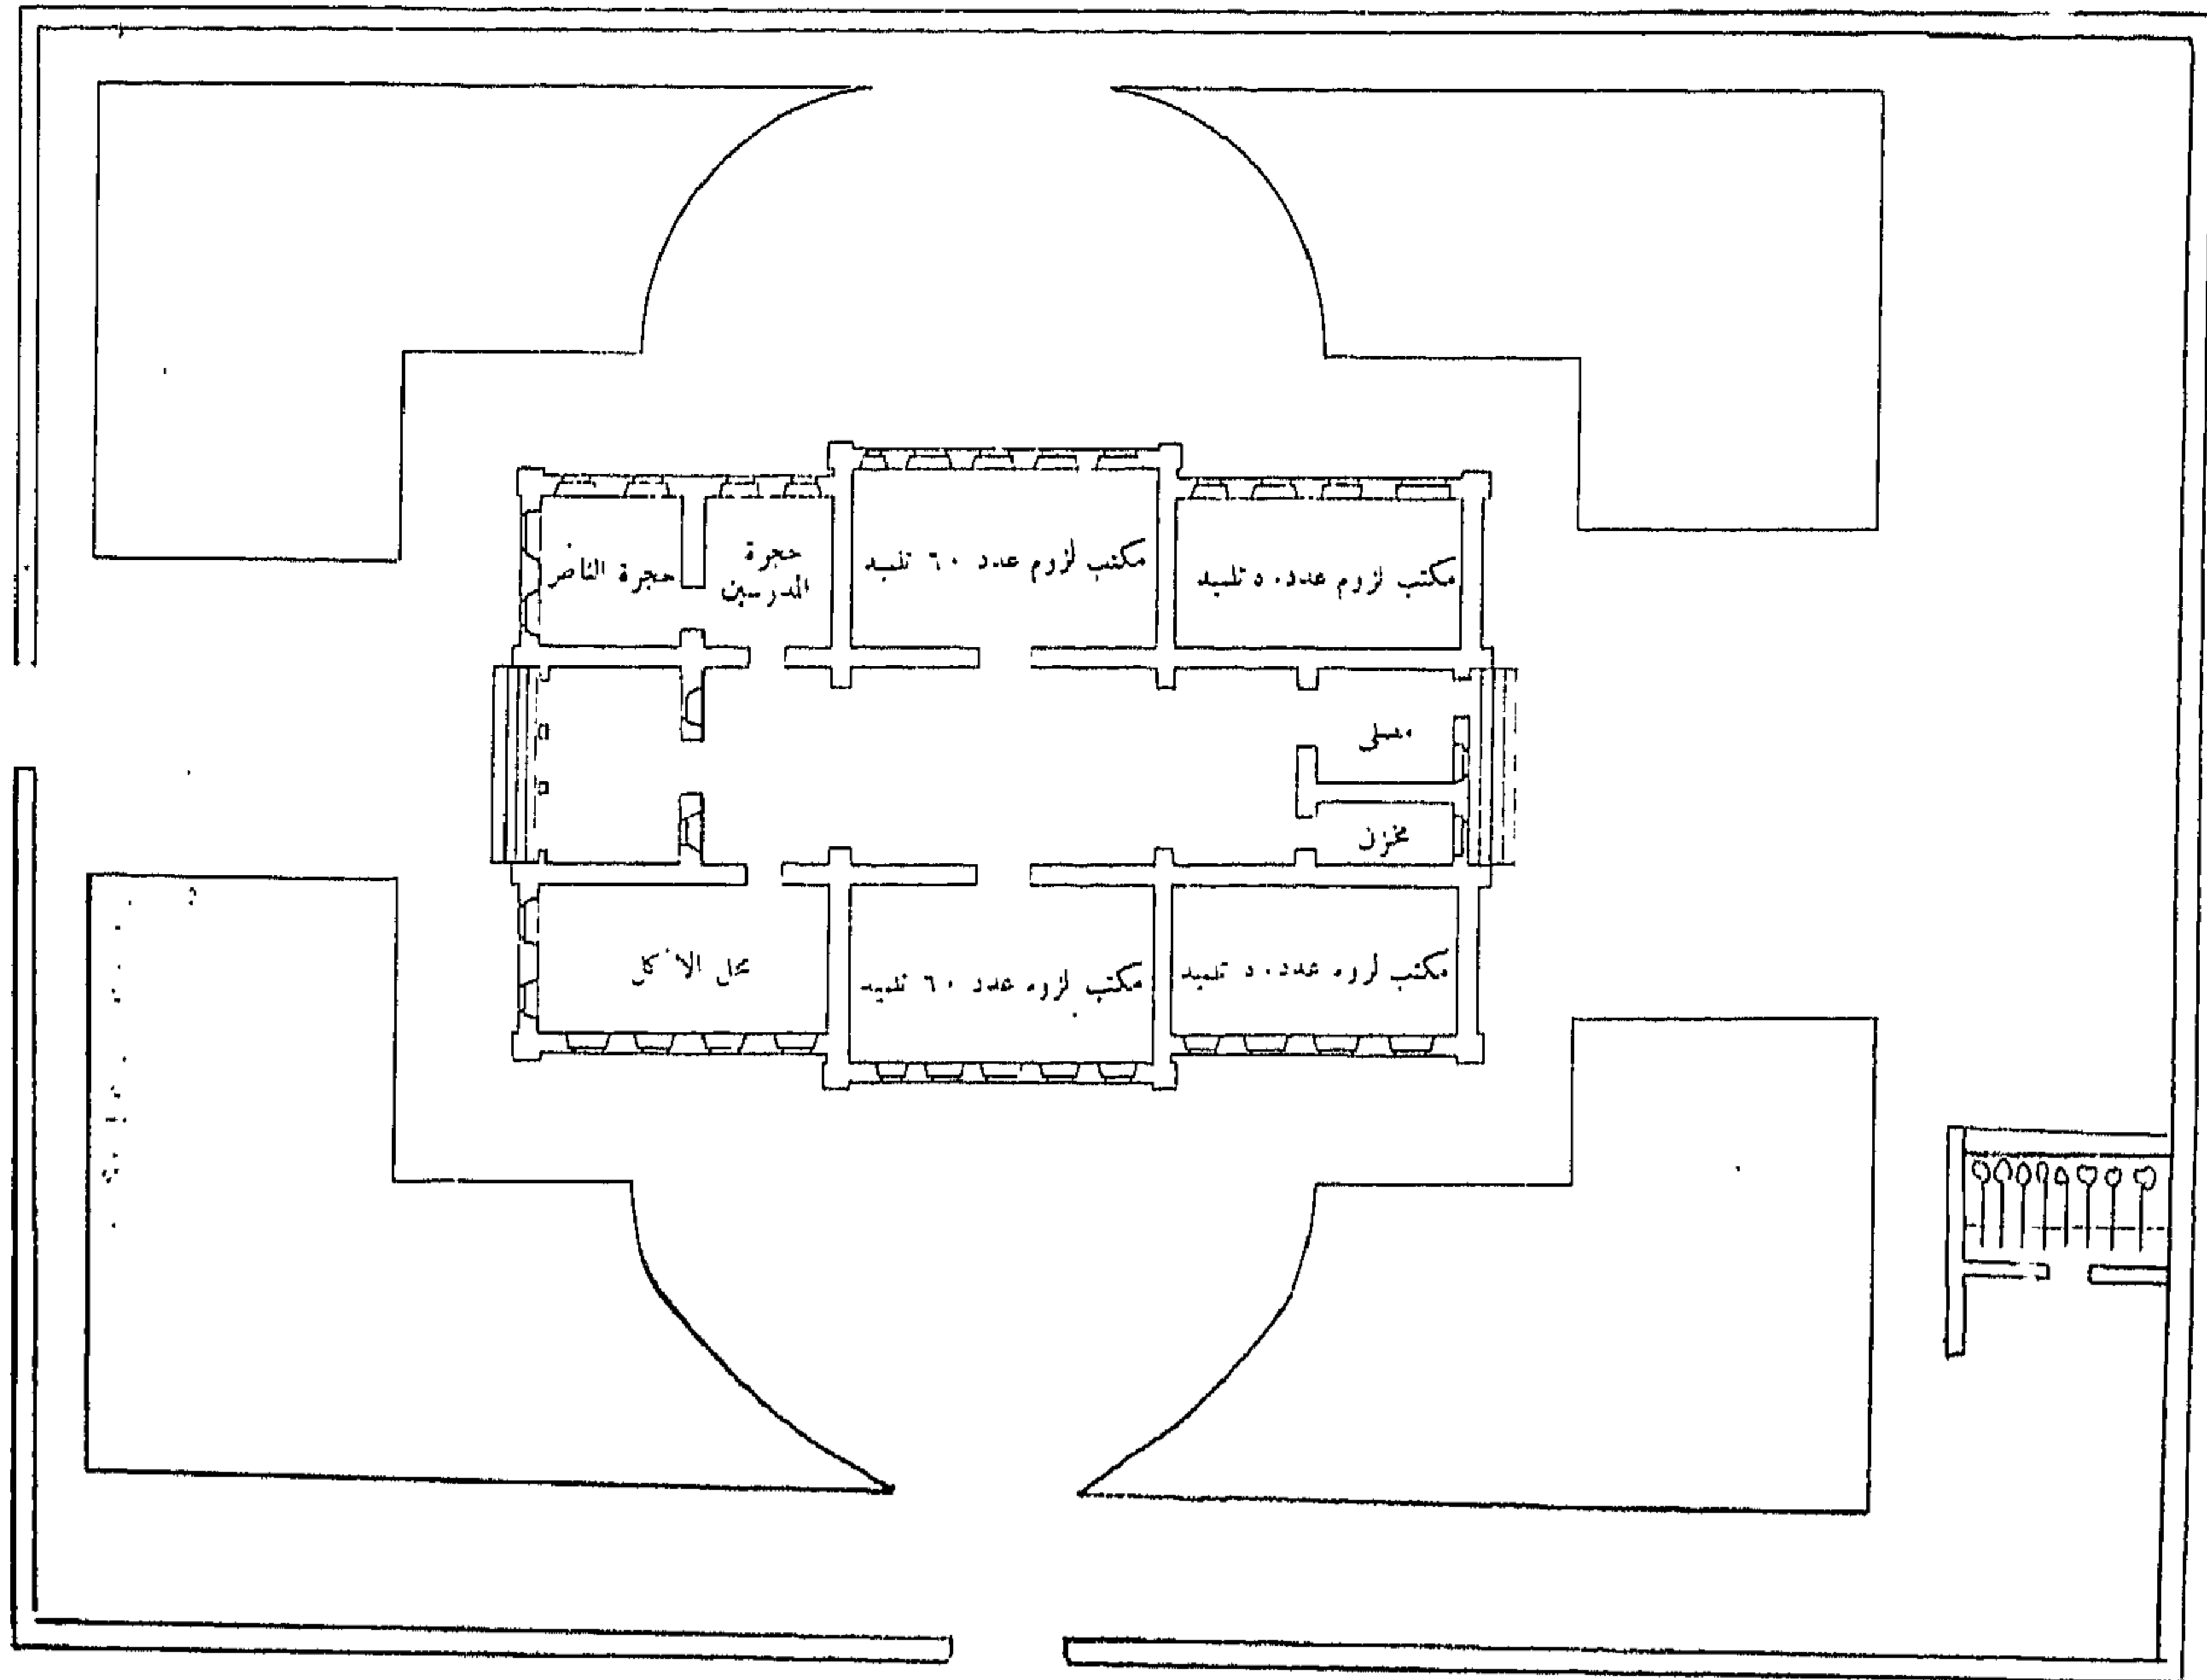 مكتب لزوم عدد ٥٠ تلميذ
مكتب لزوم عدد ٦٠ تلميذ
حجرة
المدرسين
حجرة الناضر
مصلى
مخزن
مكتب لزوم عدد ٥٠ تلميذ
مكتب لزوم عدد ٦٠ تلميذ
محل الأكل